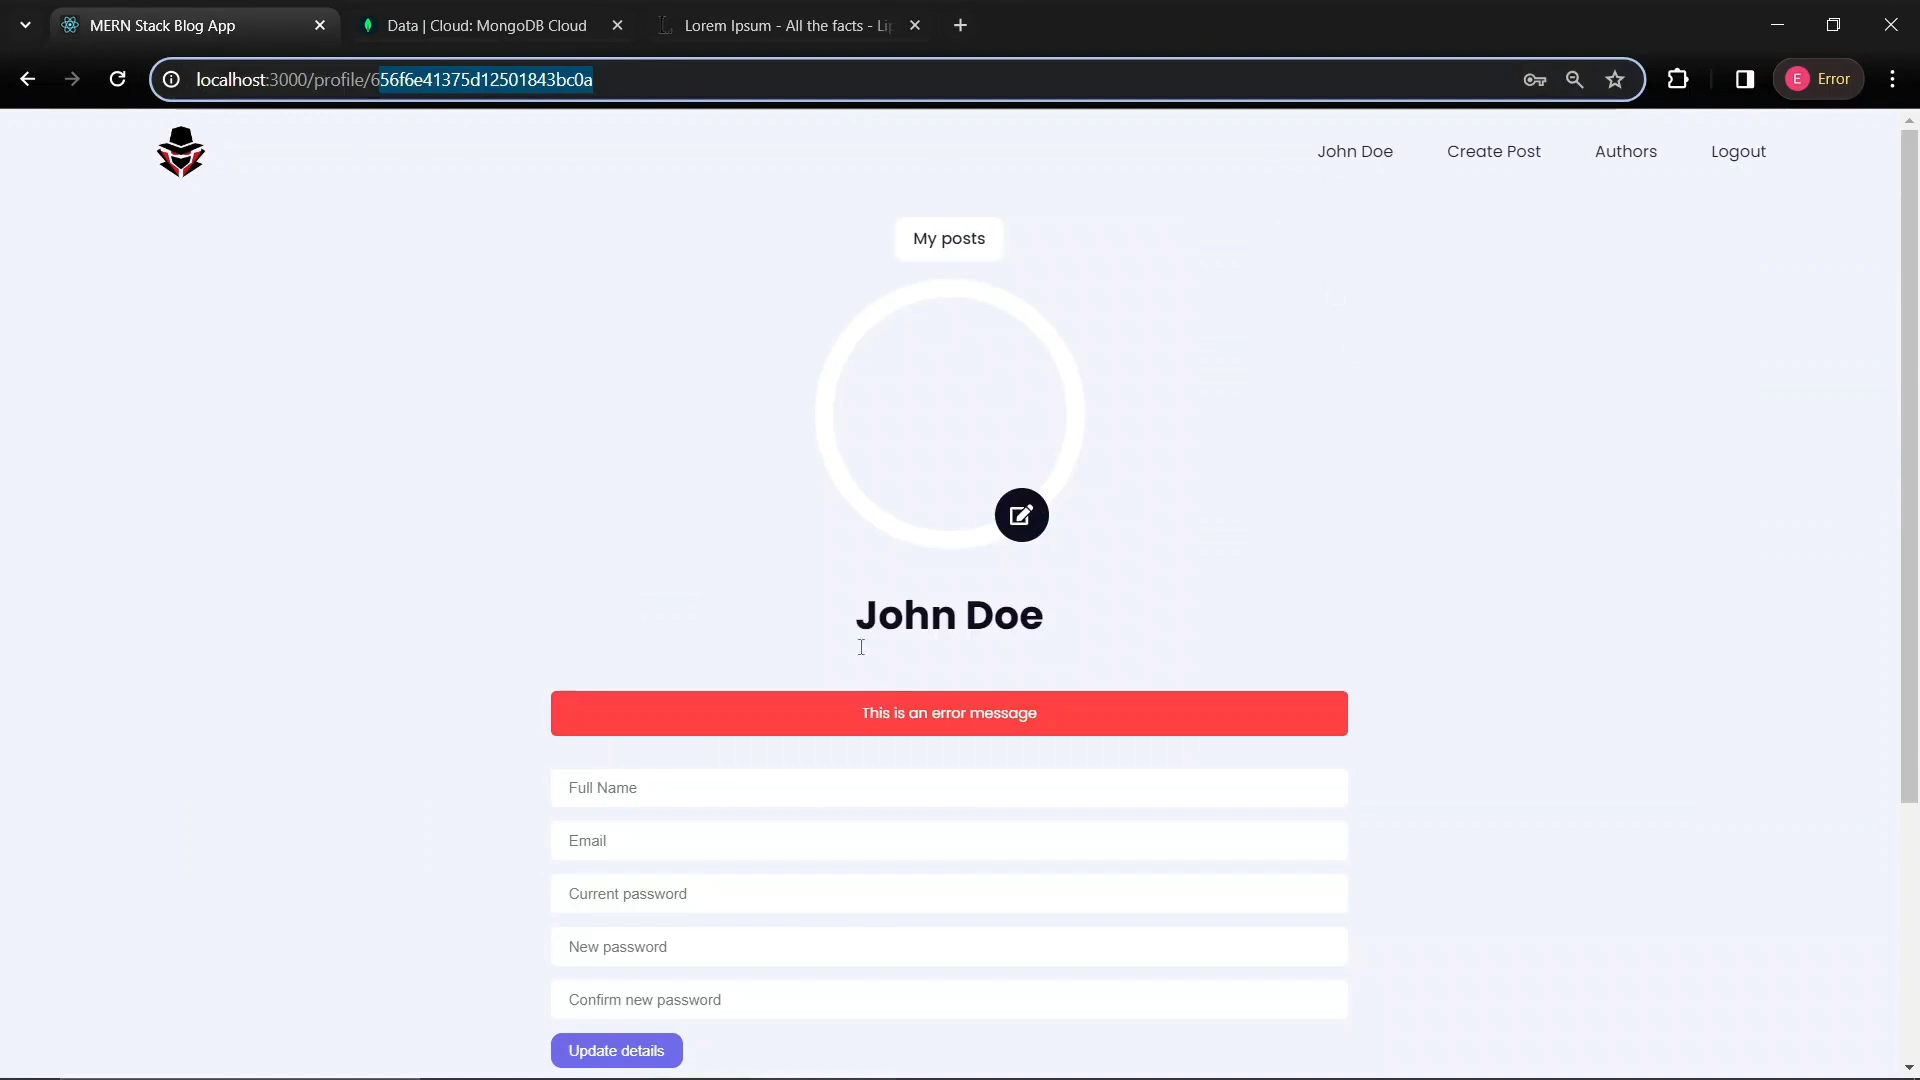 MERN Stack Blog App
Data | Cloud: MongoDB Cloud
Lorem Ipsum - All the facts - Li
localhost:3000/profile/656f6e41375d12501843bc0a
E Error
John Doe
Create Post
Authors
Logout
My posts
John Doe
This is an error message
Full Name
Email
Current password
New password
Confirm new password
Update details